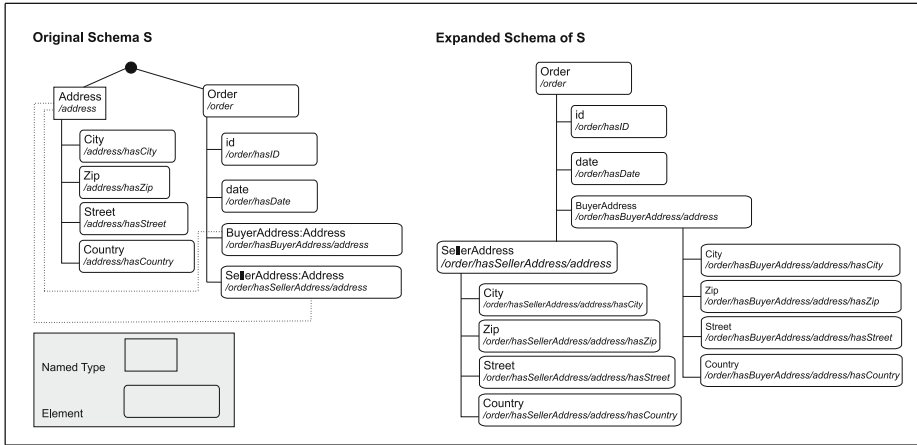 Original Schema S
Address
/address
City
/address/hasCity
Zip
/address/hasZip
Street
/address/hasStreet
Country
/address/hasCountry
Order
/order
id
/order/hasID
date
/order/hasDate
BuyerAddress:Address
/order/hasBuyerAddress/address
SellerAddress:Address
/order/hasSellerAddress/address
Named Type
Element
Expanded Schema of S
Order
/order
id
/order/hasID
date
/order/hasDate
BuyerAddress
/order/hasBuyerAddress/address
SellerAddress
/order/hasSellerAddress/address
City
/order/hasSellerAddress/address/hasCity
Zip
/order/hasSellerAddress/address/hasZip
Street
/order/hasSellerAddress/address/hasStreet
Country
/order/hasSellerAddress/address/hasCountry
City
/order/hasBuyerAddress/address/hasCity
Zip
/order/hasBuyerAddress/address/hasZip
Street
/order/hasBuyerAddress/address/hasStreet
Country
/order/hasBuyerAddress/address/hasCountry